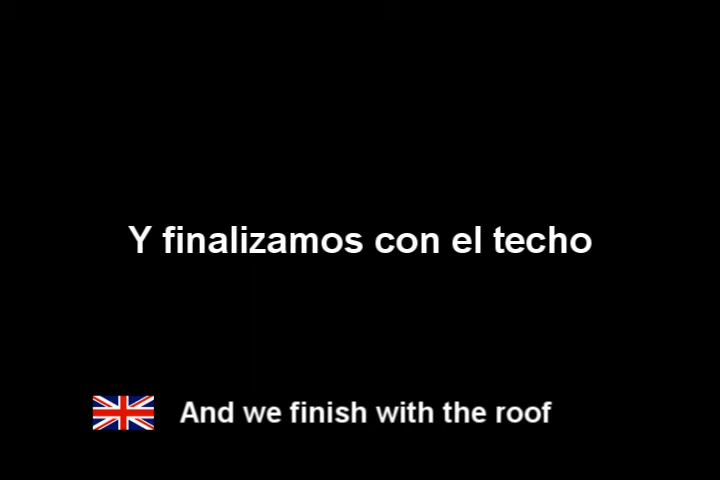 Y finalizamos con el techo
And we finish with the roof